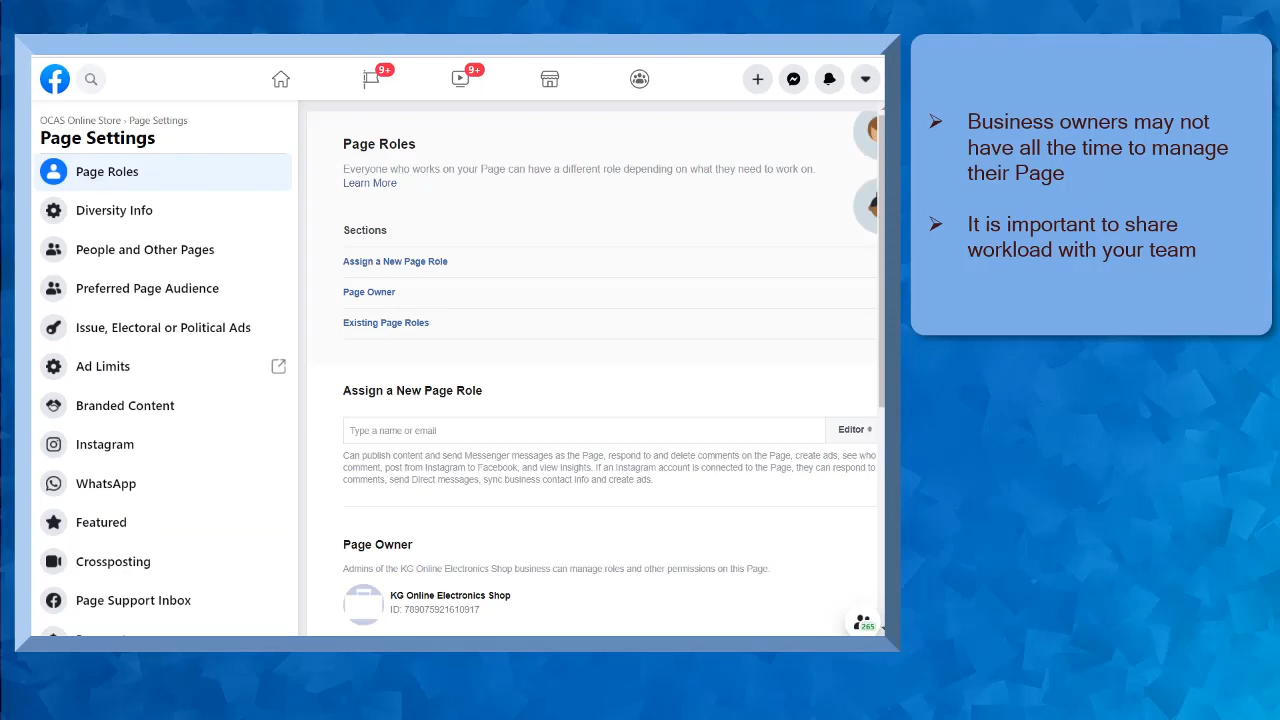 9+
9+
OCAS Online Store › Page Settings
Page Settings
Page Roles
Diversity Info
People and Other Pages
Preferred Page Audience
Issue, Electoral or Political Ads
Ad Limits
Branded Content
Instagram
WhatsApp
Featured
Crossposting
Page Support Inbox
Page Roles
Everyone who works on your Page can have a different role depending on what they need to work on.
Learn More
Sections
Assign a New Page Role
Page Owner
Existing Page Roles
Assign a New Page Role
Type a name or email
Editor
Can publish content and send Messenger messages as the Page, respond to and delete comments on the Page, create ads, see who
comment, post from Instagram to Facebook, and view insights. If an Instagram account is connected to the Page, they can respond to
comments, send Direct messages, sync business contact info and create ads.
Page Owner
Admins of the KG Online Electronics Shop business can manage roles and other permissions on this Page.
KG Online Electronics Shop
ID: 789075921610917
265
Business owners may not
have all the time to manage
their Page
It is important to share
workload with your team